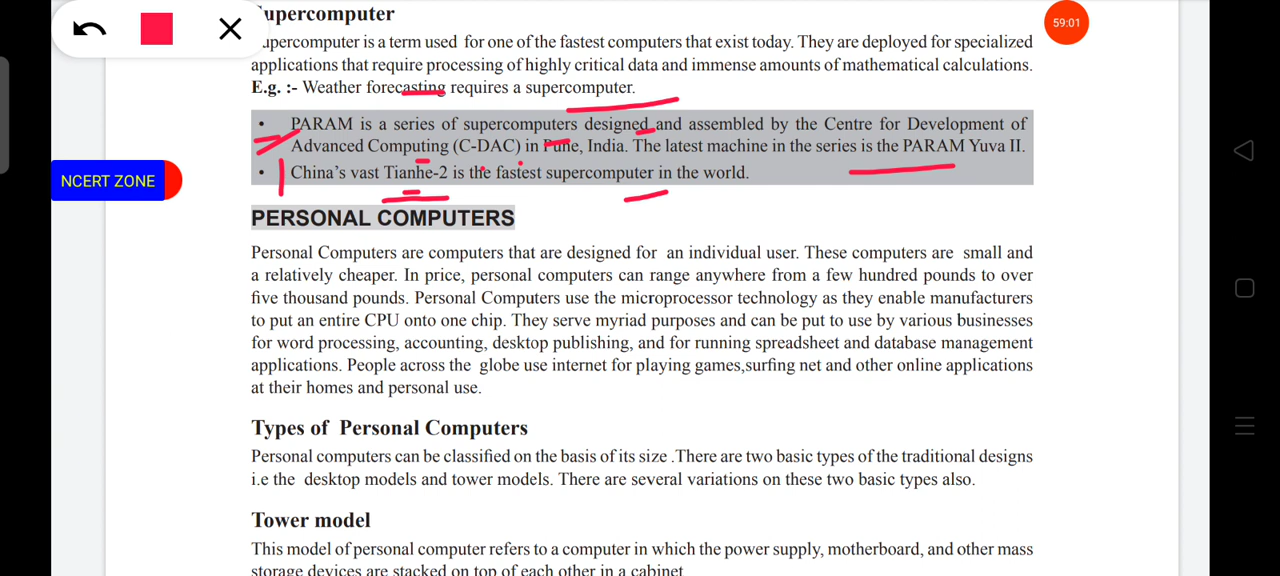 upercomputer
59:01
upercomputer is a term used for one of the fastest computers that exist today. They are deployed for specialized
applications that require processing of highly critical data and immense amounts of mathematical calculations.
E.g. :- Weather forecasting requires a supercomputer.
• PARAM is a series of supercomputers designed and assembled by the Centre for Development of
Advanced Computing (C-DAC) in Pune, India. The latest machine in the series is the PARAM Yuva II.
NCERT ZONE
• China's vast Tianhe-2 is the fastest supercomputer in the world.
PERSONAL COMPUTERS
Personal Computers are computers that are designed for an individual user. These computers are small and
a relatively cheaper. In price, personal computers can range anywhere from a few hundred pounds to over
five thousand pounds. Personal Computers use the microprocessor technology as they enable manufacturers
to put an entire CPU onto one chip. They serve myriad purposes and can be put to use by various businesses
for word processing, accounting, desktop publishing, and for running spreadsheet and database management
applications. People across the globe use internet for playing games,surfing net and other online applications
at their homes and personal use.
Types of Personal Computers
Personal computers can be classified on the basis of its size .There are two basic types of the traditional designs
i.e the desktop models and tower models. There are several variations on these two basic types also.
Tower model
This model of personal computer refers to a computer in which the power supply, motherboard, and other mass
storage devices are stacked on top of each other in a cabinet